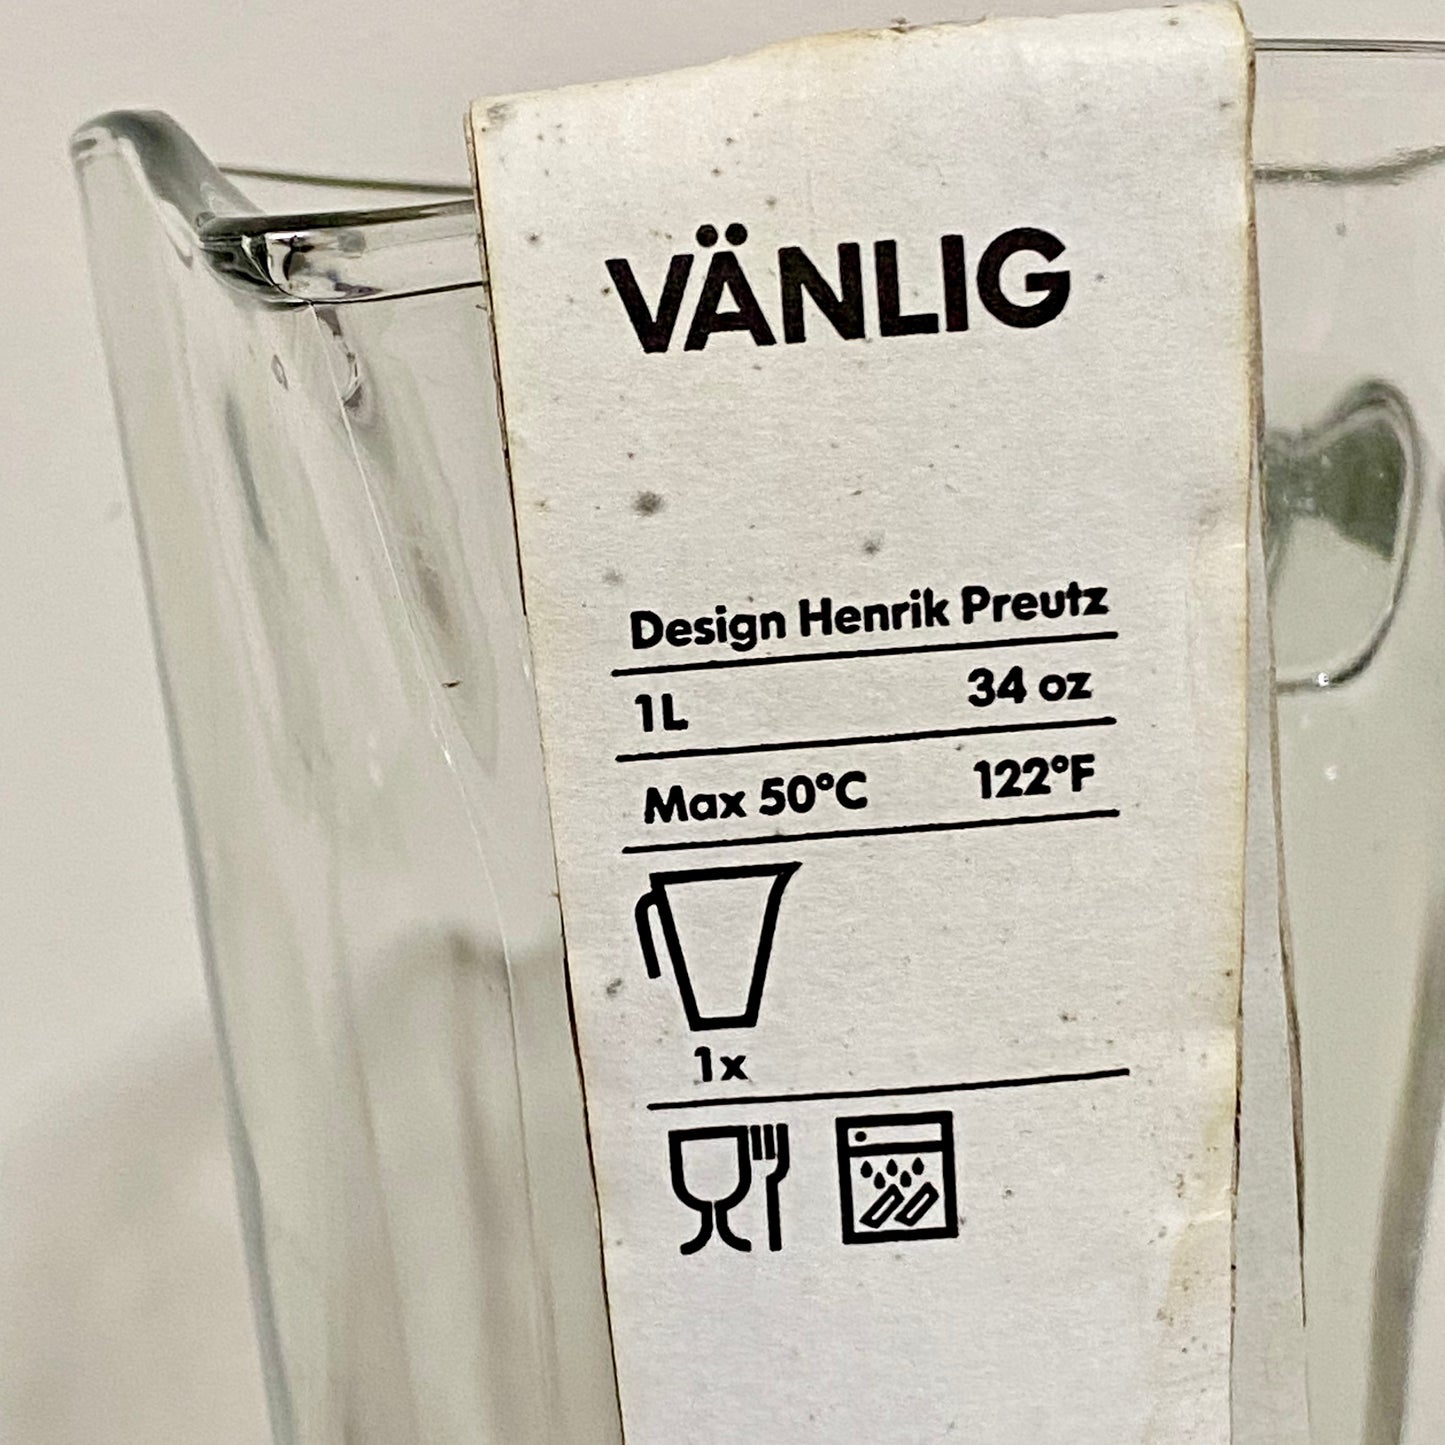 VÄNLIG
Design Henrik Preutz
1L 34 oz
Max 50°C 122°F
1x